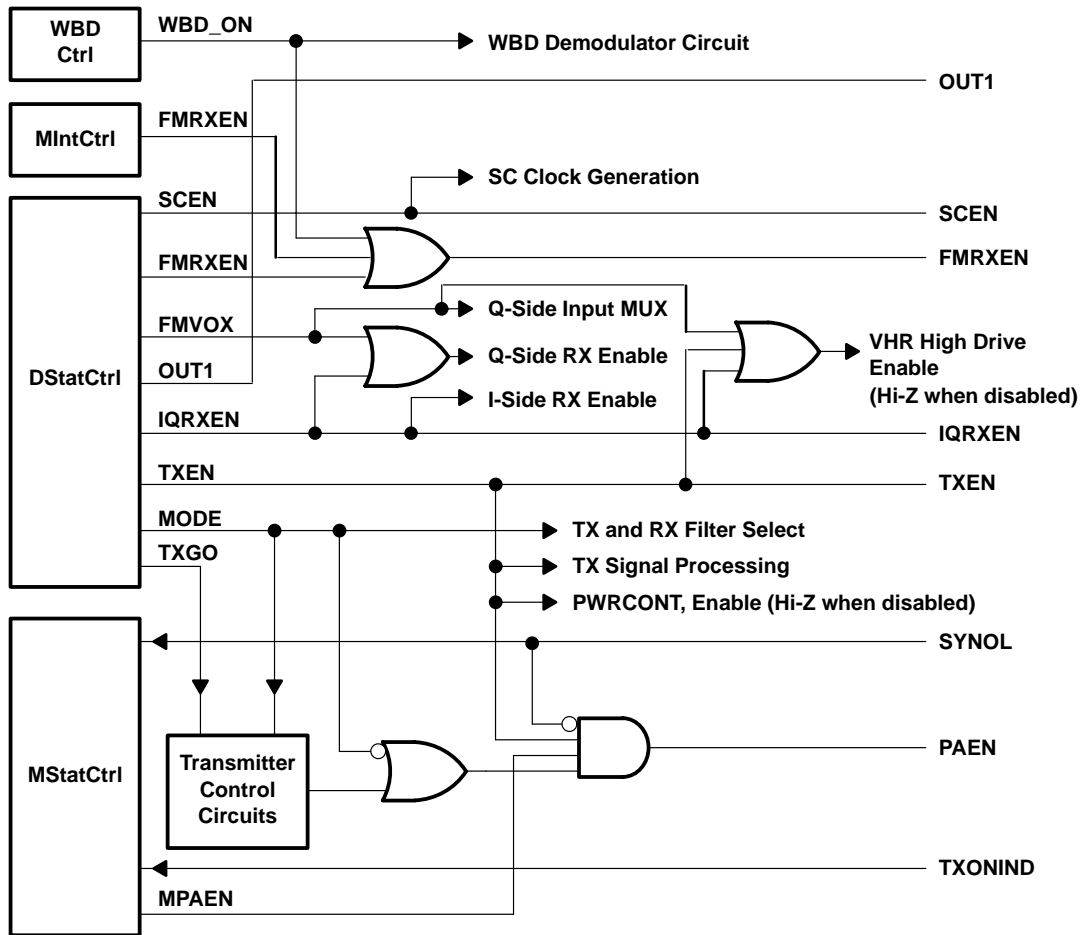 WBD
Ctrl
WBD_ON
WBD Demodulator Circuit
OUT1
MIntCtrl
FMRXEN
SC Clock Generation
SCEN
SCEN
FMRXEN
FMRXEN
DStatCtrl
FMVOX
Q-Side Input MUX
OUT1
Q-Side RX Enable
VHR High Drive
Enable
(Hi-Z when disabled)
I-Side RX Enable
IQRXEN
IQRXEN
TXEN
TXEN
MODE
TX and RX Filter Select
TXGO
TX Signal Processing
PWRCONT, Enable (Hi-Z when disabled)
SYNOL
MStatCtrl
Transmitter
Control
Circuits
PAEN
TXONIND
MPAEN